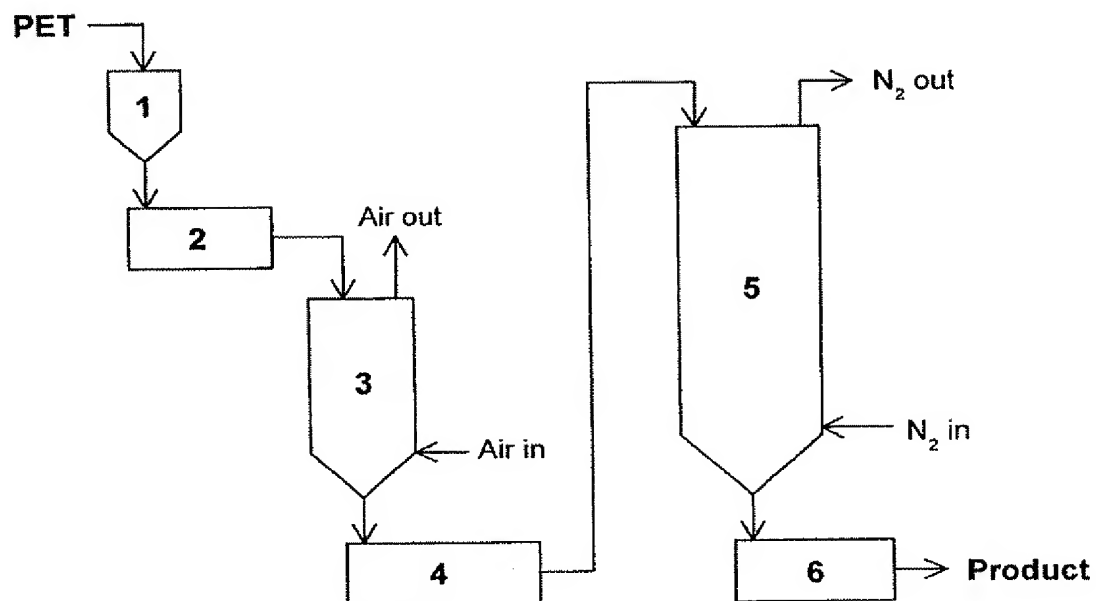 PET
1
2
Air out
3
Air in
4
N₂ out
5
N₂ in
6
Product